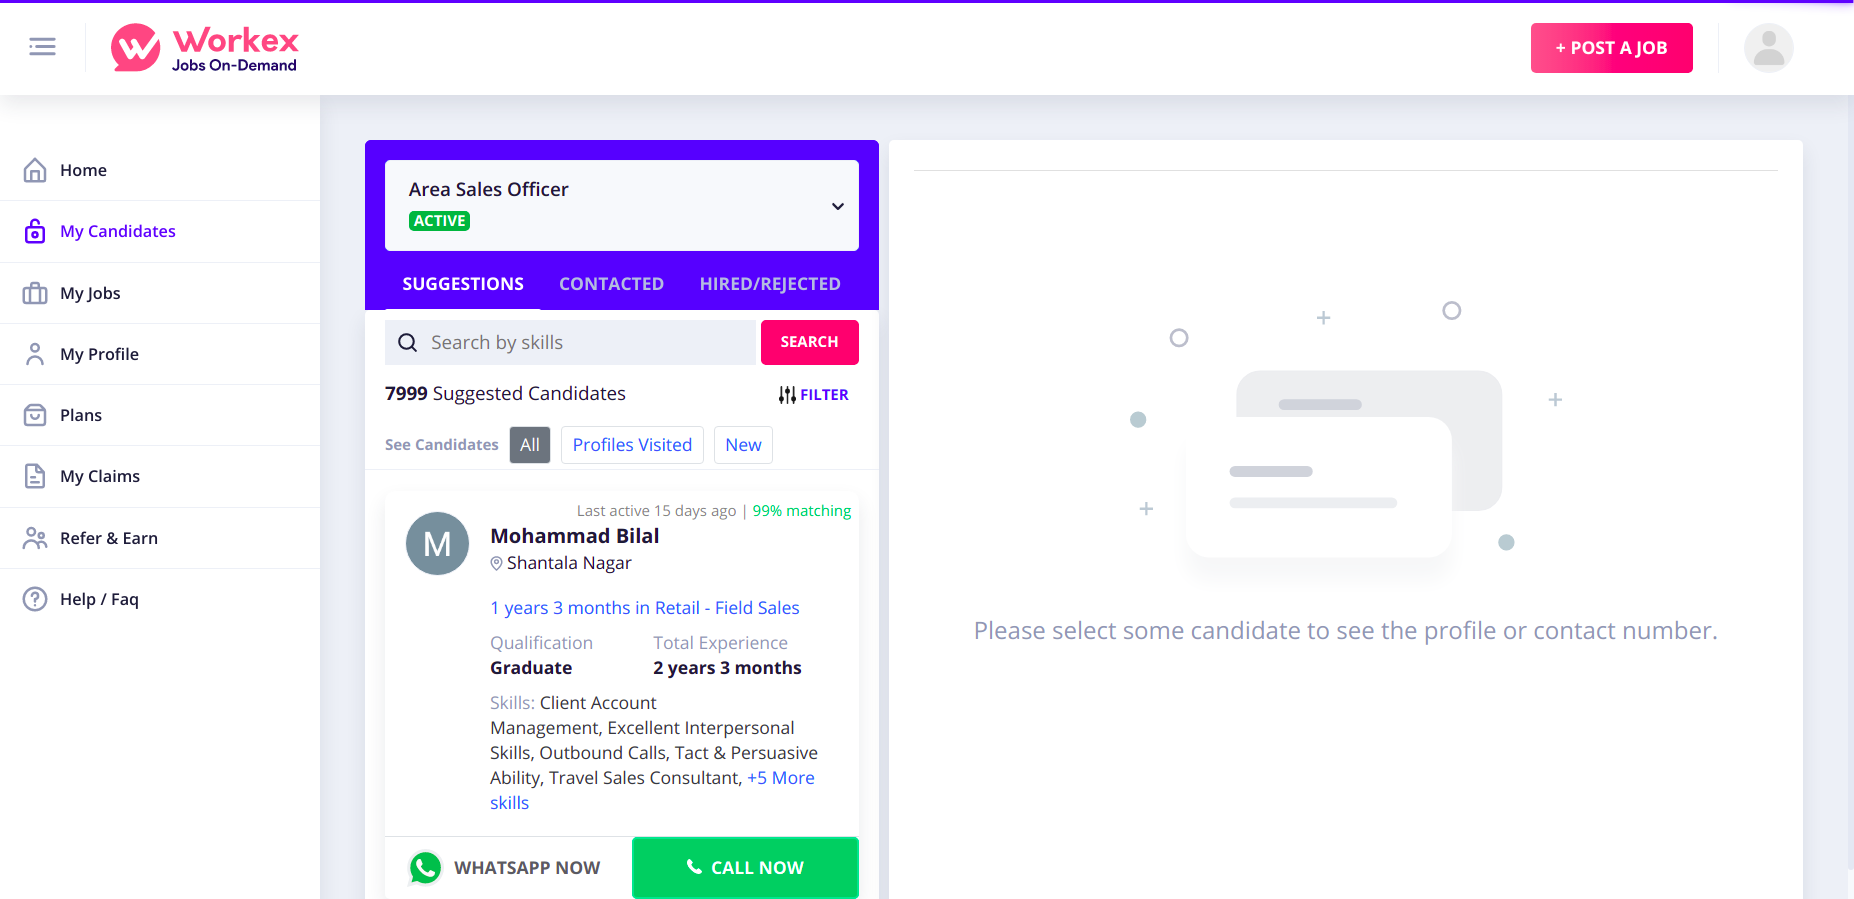 Workex
Jobs On-Demand
+ POST A JOB
Home
My Candidates
My Jobs
My Profile
Plans
My Claims
Refer & Earn
Help / Faq
Area Sales Officer
ACTIVE
SUGGESTIONS CONTACTED HIRED/REJECTED
Search by skills SEARCH
7999 Suggested Candidates FILTER
See Candidates All Profiles Visited New
Last active 15 days ago | 99% matching
M
Mohammad Bilal
Shantala Nagar
1 years 3 months in Retail - Field Sales
Qualification Total Experience
Graduate 2 years 3 months
Skills: Client Account
Management, Excellent Interpersonal
Skills, Outbound Calls, Tact & Persuasive
Ability, Travel Sales Consultant, +5 More
skills
WHATSAPP NOW CALL NOW
Please select some candidate to see the profile or contact number.